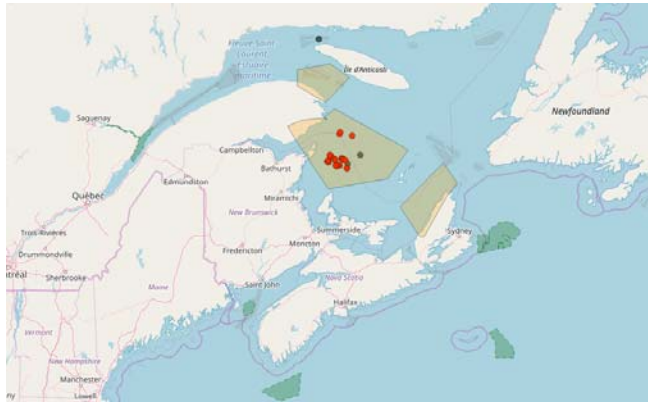 Fleuve Saint-
Laurent,
Estuaire
maritime
Île d'Anticosti
Newfoundland
Saguenay
Campbellton
Bathurst
Edmundston
Miramichi
Québec
New Brunswick
Trois-Rivières
Summerside
Sydney
Fredericton
Moncton
Drummondville
Sherbrooke
Maine
Saint John
Nova Scotia
Halifax
Vermont
New Hampshire
Manchester
Lowell